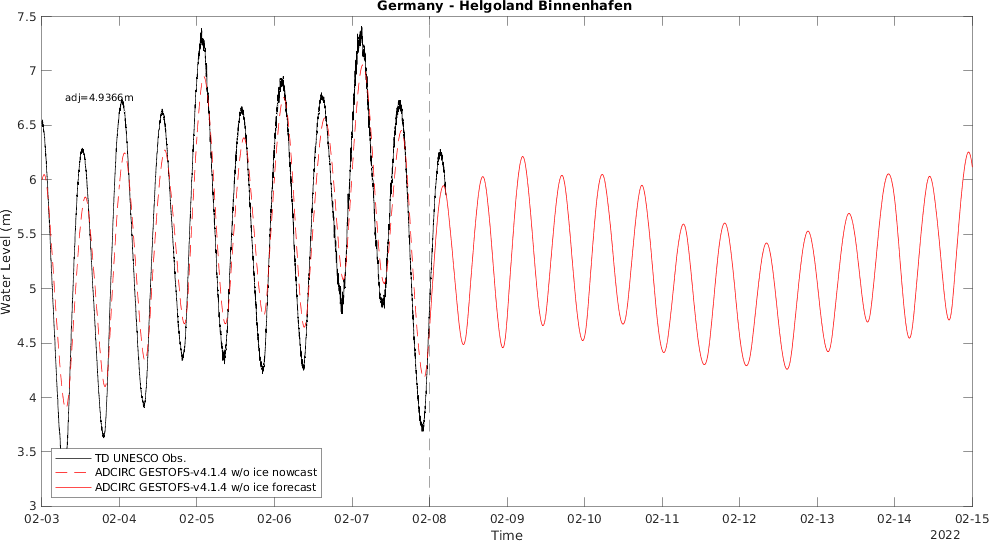 Germany - Helgoland Binnenhafen
7.5
7
6.5
6
5.5
5
4.5
4
3.5
3
Water Level (m)
adj=4.9366m
TD UNESCO Obs.
ADCIRC GESTOFS-v4.1.4 w/o ice nowcast
ADCIRC GESTOFS-v4.1.4 w/o ice forecast
02-03 02-04 02-05 02-06 02-07 02-08 02-09 02-10 02-11 02-12 02-13 02-14 02-15
Time
2022